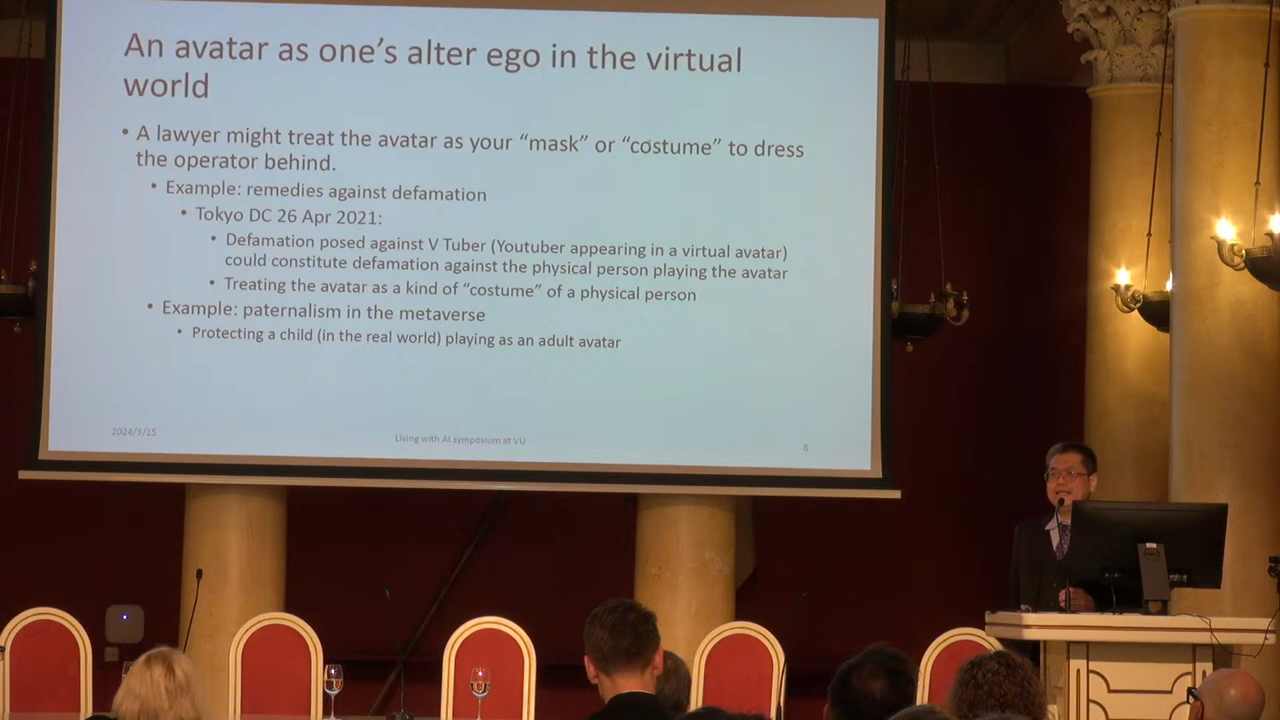 An avatar as one's alter ego in the virtual
world
• A lawyer might treat the avatar as your “mask” or “costume” to dress
the operator behind.
• Example: remedies against defamation
• Tokyo DC 26 Apr 2021:
• Defamation posed against V Tuber (Youtuber appearing in a virtual avatar)
could constitute defamation against the physical person playing the avatar
• Treating the avatar as a kind of “costume” of a physical person
• Example: paternalism in the metaverse
• Protecting a child (in the real world) playing as an adult avatar
2024/3/15
Living with AI symposium at VU
6